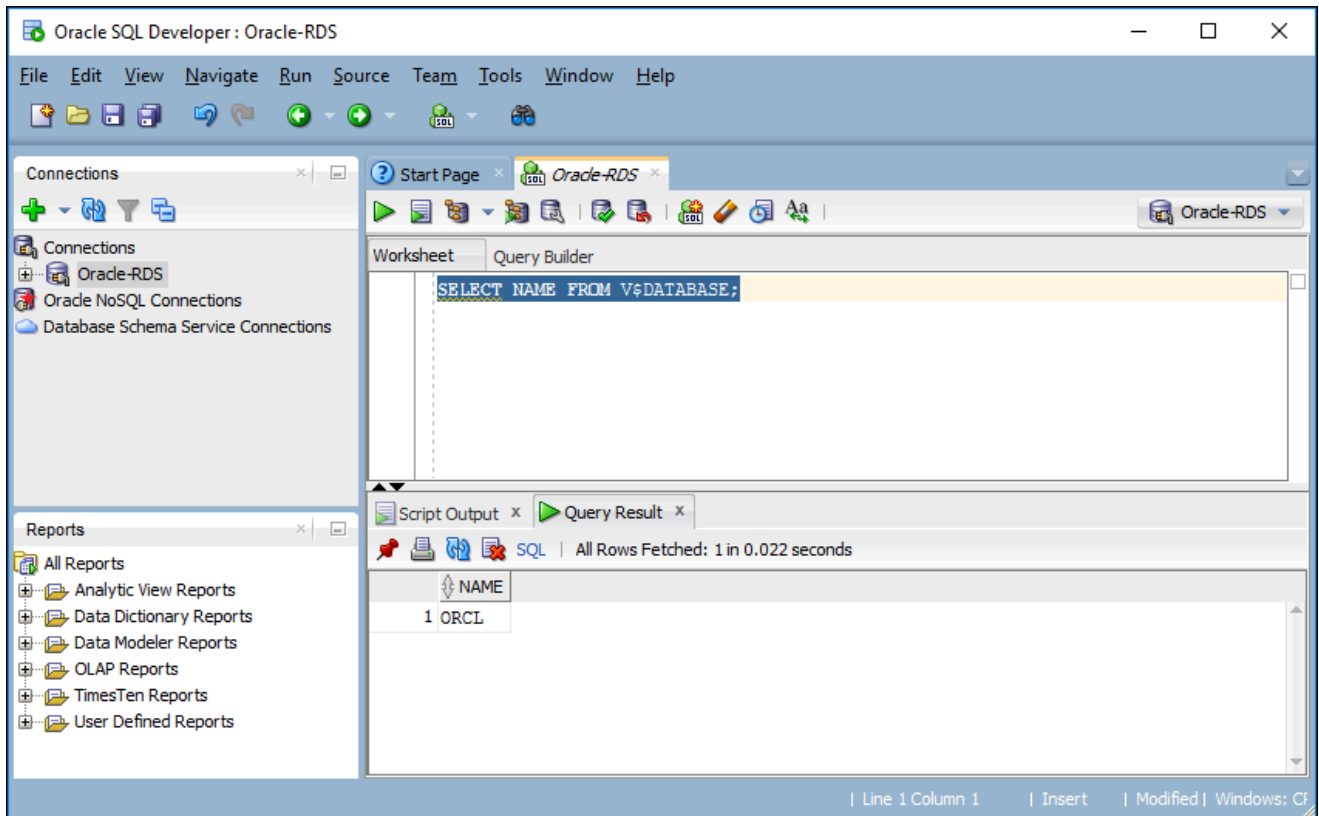 Oracle SQL Developer : Oracle-RDS
File Edit View Navigate Run Source Team Tools Window Help
Connections
Connections
Oracle-RDS
Oracle NoSQL Connections
Database Schema Service Connections
Reports
All Reports
Analytic View Reports
Data Dictionary Reports
Data Modeler Reports
OLAP Reports
TimesTen Reports
User Defined Reports
Start Page Oracle-RDS
Oracle-RDS
Worksheet Query Builder
SELECT NAME FROM V$DATABASE;
Script Output Query Result
SQL | All Rows Fetched: 1 in 0.022 seconds
NAME
1 ORCL
| Line 1 Column 1 | Insert | Modified | Windows: